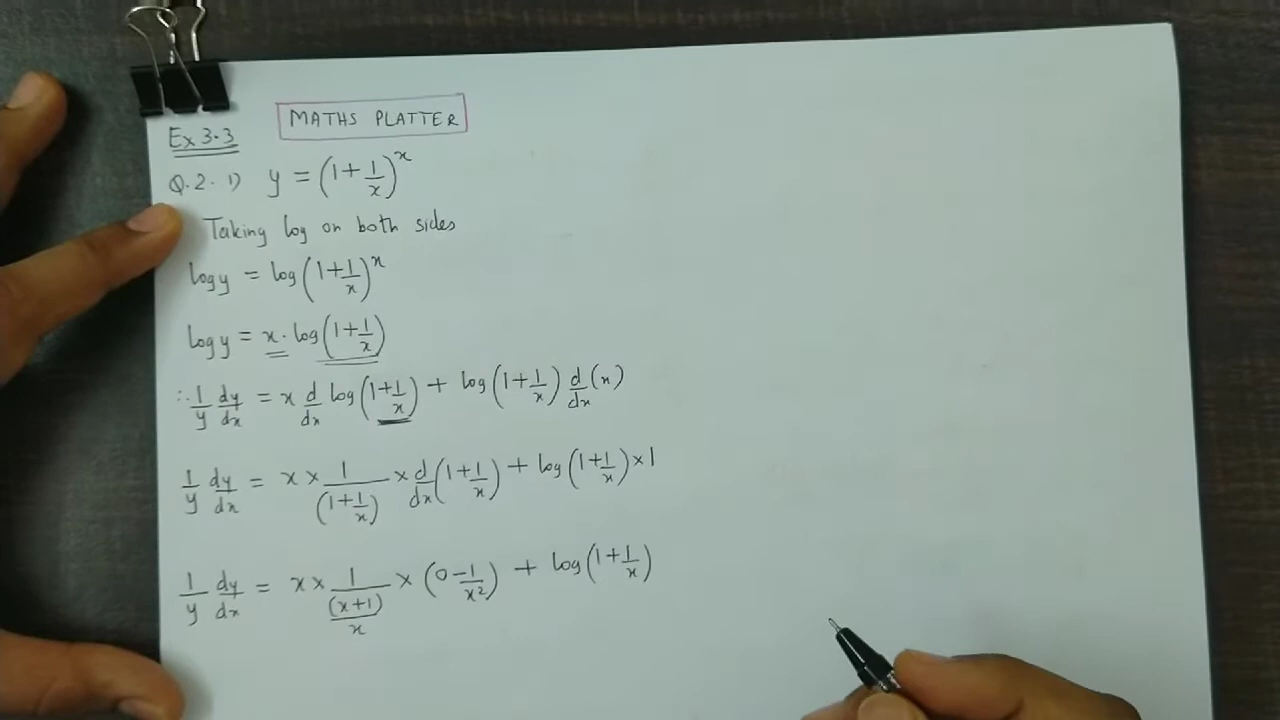 MATHS PLATTER
Ex 3.3
Q.2. 1) y = (1+1/x)^x
Taking log on both sides
log y = log(1+1/x)^x
log y = x. log(1+1/x)
∴ 1/y dy/dx = x d/dx log(1+1/x) + log(1+1/x) d/dx (x)
1/y dy/dx = x × 1/(1+1/x) × d/dx (1+1/x) + log(1+1/x) × 1
1/y dy/dx = x × 1/((x+1)/x) × (0-1/x²) + log(1+1/x)